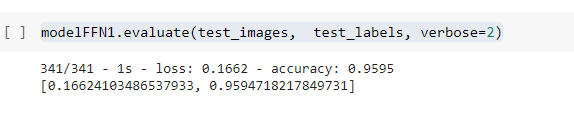 [ ] modelFFN1.evaluate(test_images,  test_labels, verbose=2)
341/341 - 1s - loss: 0.1662 - accuracy: 0.9595
[0.16624103486537933, 0.9594718217849731]